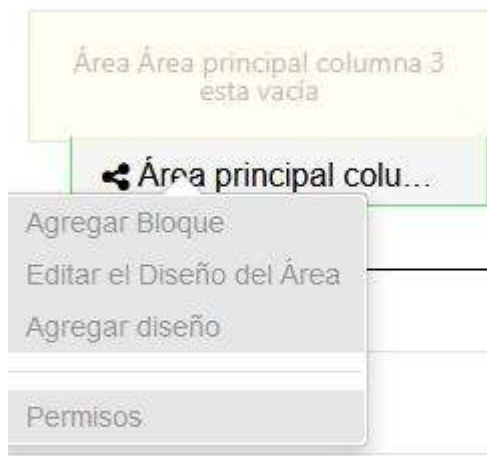 Área Área principal columna 3
esta vacía
Área principal colu...
Agregar Bloque
Editar el Diseño del Área
Agregar diseño
Permisos